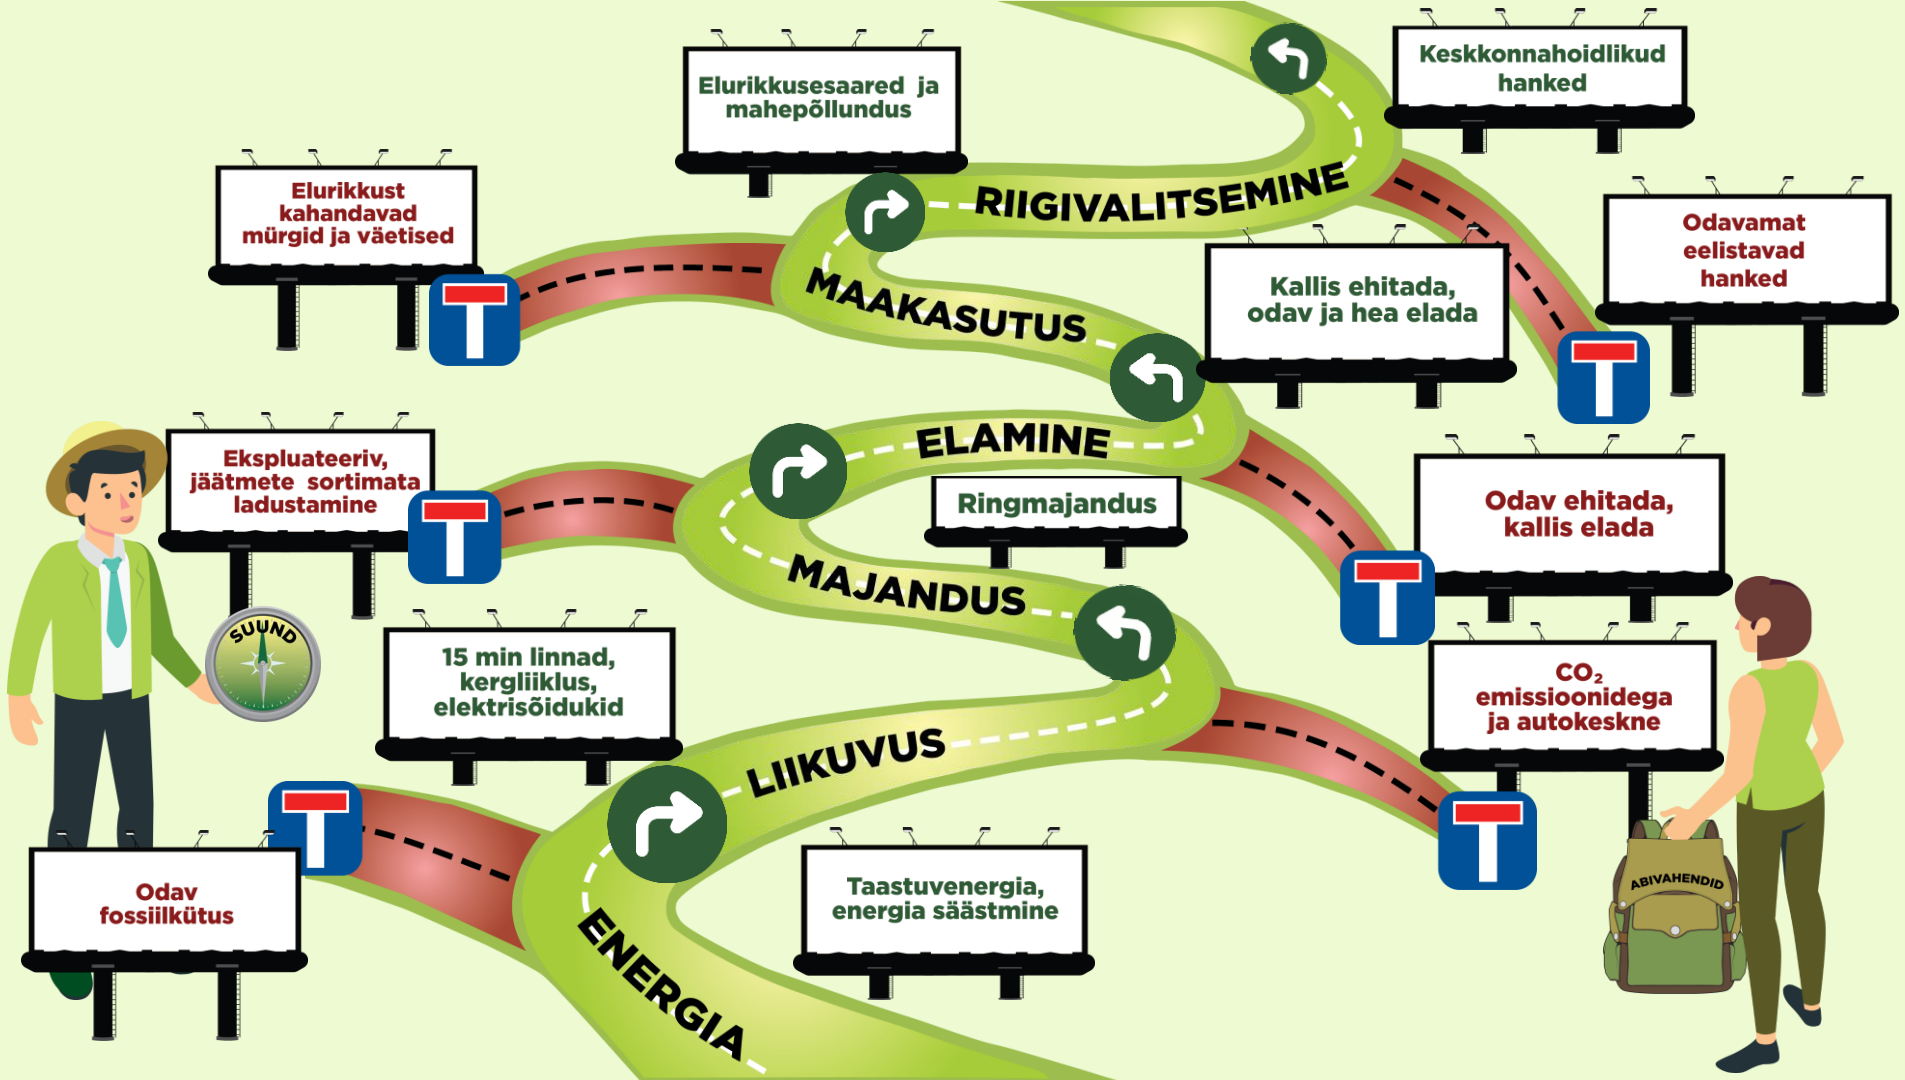 Keskkonnahoidlikud
hanked
Elurikkusesaared ja
mahepõllundus
Elurikkust
kahandavad
mürgid ja väetised
RIIGIVALITSEMINE
Odavamat
eelistavad
hanked
MAAKASUTUS
Kallis ehitada,
odav ja hea elada
T
T
ELAMINE
Ekspluateeriv,
jäätmete sortimata
ladustamine
T
Ringmajandus
Odav ehitada,
kallis elada
T
MAJANDUS
SUUND
15 min linnad,
kergliiklus,
elektrisõidukid
CO₂
emissioonidega
ja autokeskne
LIIKUVUS
T
T
Odav
fossiilkütus
Taastuvenergia,
energia säästmine
ABIVAHENDID
ENERGIA